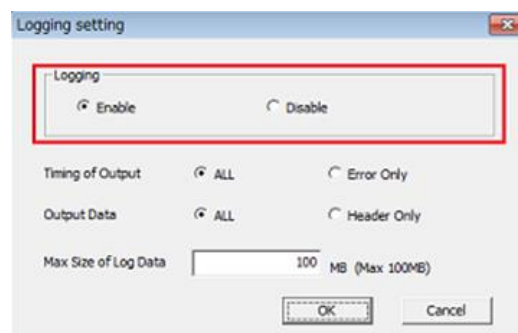 Logging setting
Logging
Enable Disable
Timing of Output ALL Error Only
Output Data ALL Header Only
Max Size of Log Data 100 MB (Max 100MB)
OK Cancel